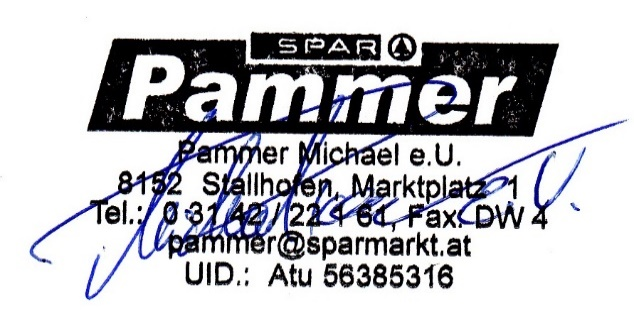 SPAR
Pammer
Pammer Michael e.U.
8152 Stallhofen, Marktplatz 1
Tel.: 0 31 42 / 22 1 61, Fax: DW 4
pammer@sparmarkt.at
UID.: Atu 56385316